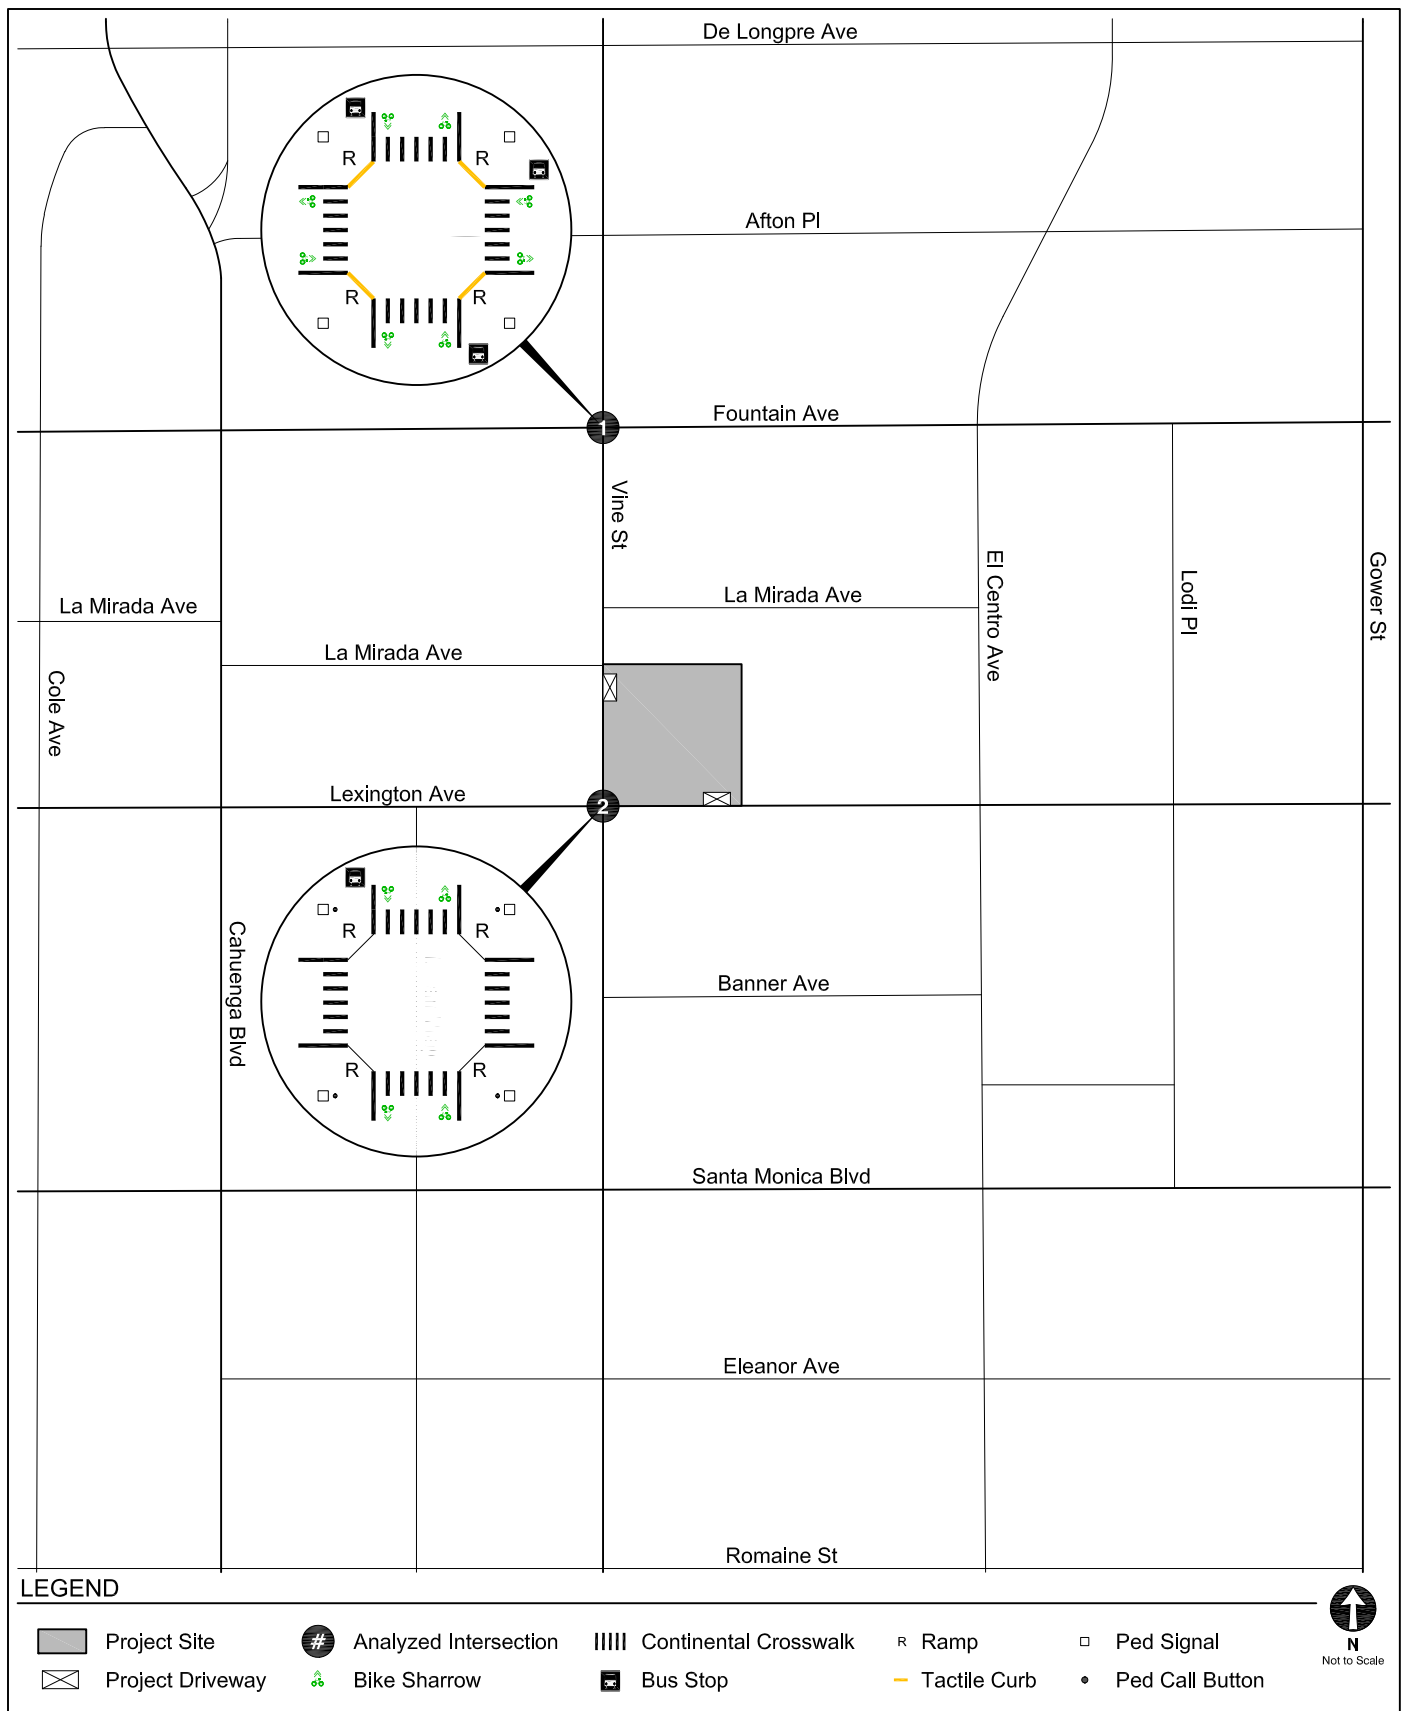 De Longpre Ave
R
R
Afton Pl
R
R
Fountain Ave
1
Vine St
El Centro Ave
Lodi Pl
Gower St
La Mirada Ave
La Mirada Ave
La Mirada Ave
Cole Ave
Lexington Ave
2
Cahuenga Blvd
R
R
Banner Ave
R
R
Santa Monica Blvd
Eleanor Ave
Romaine St
LEGEND
Project Site
# Analyzed Intersection
Continental Crosswalk
R Ramp
Ped Signal
Project Driveway
Bike Sharrow
Bus Stop
Tactile Curb
Ped Call Button
N
Not to Scale